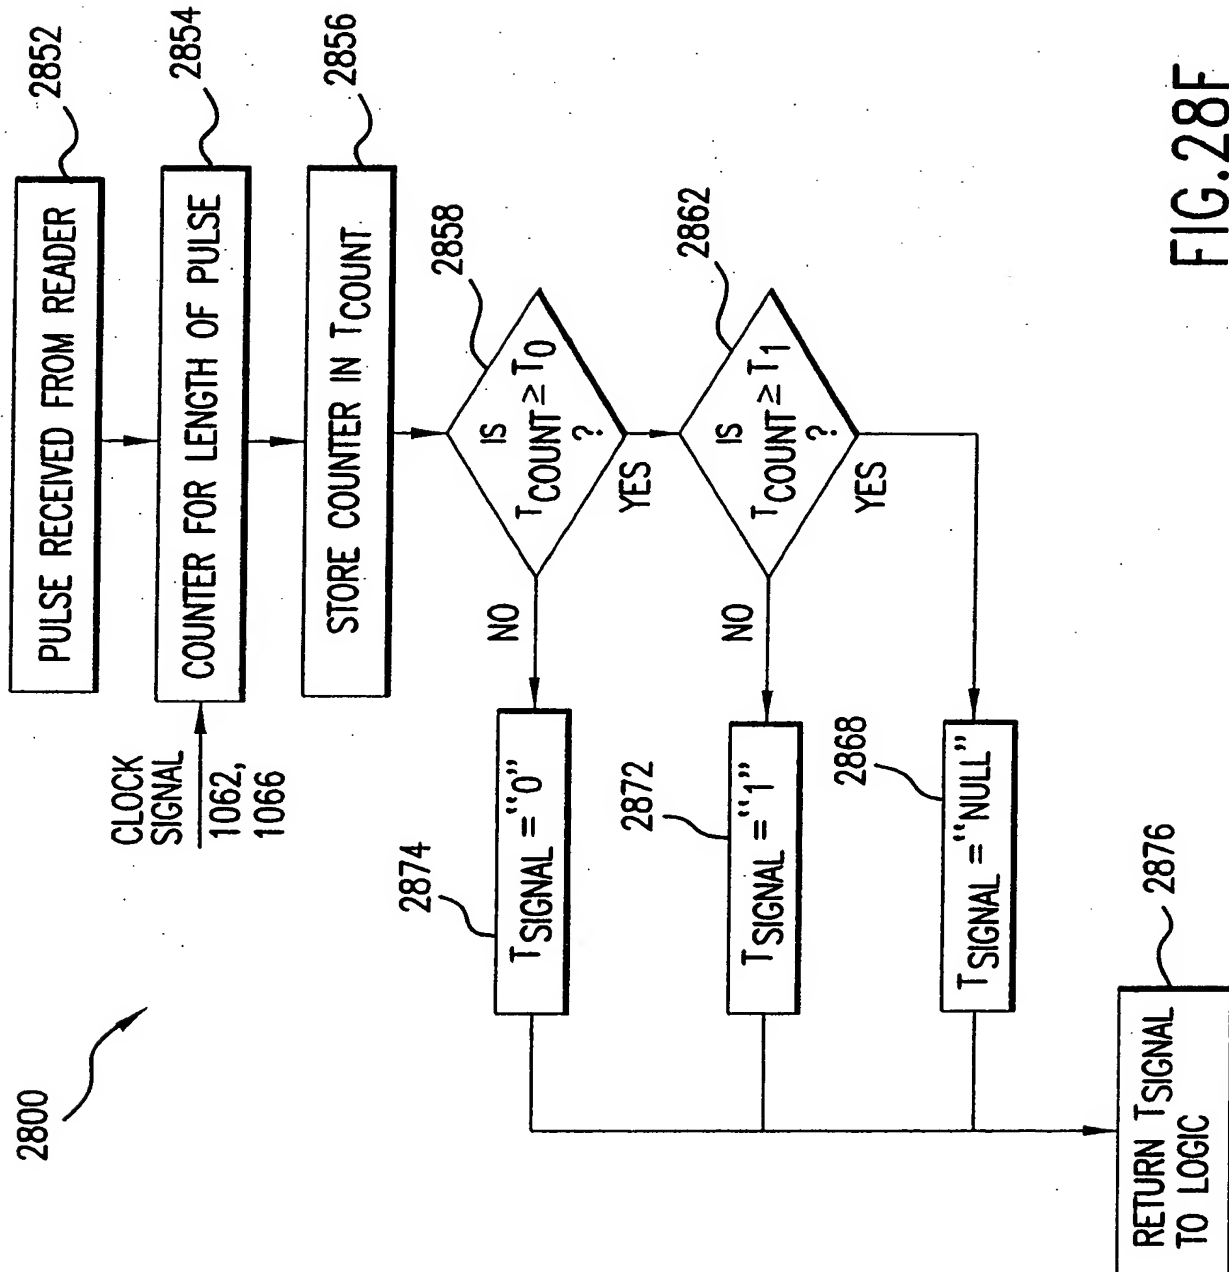 2800
PULSE RECEIVED FROM READER
2852
CLOCK
SIGNAL
1062,
1066
COUNTER FOR LENGTH OF PULSE
2854
STORE COUNTER IN TCOUNT
2856
IS
TCOUNT ≥ T0
?
2858
NO
YES
2874
TSIGNAL = “0”
IS
TCOUNT ≥ T1
?
2862
NO
YES
2872
TSIGNAL = “1”
2868
TSIGNAL = “NULL”
RETURN TSIGNAL
TO LOGIC
2876
FIG.28F